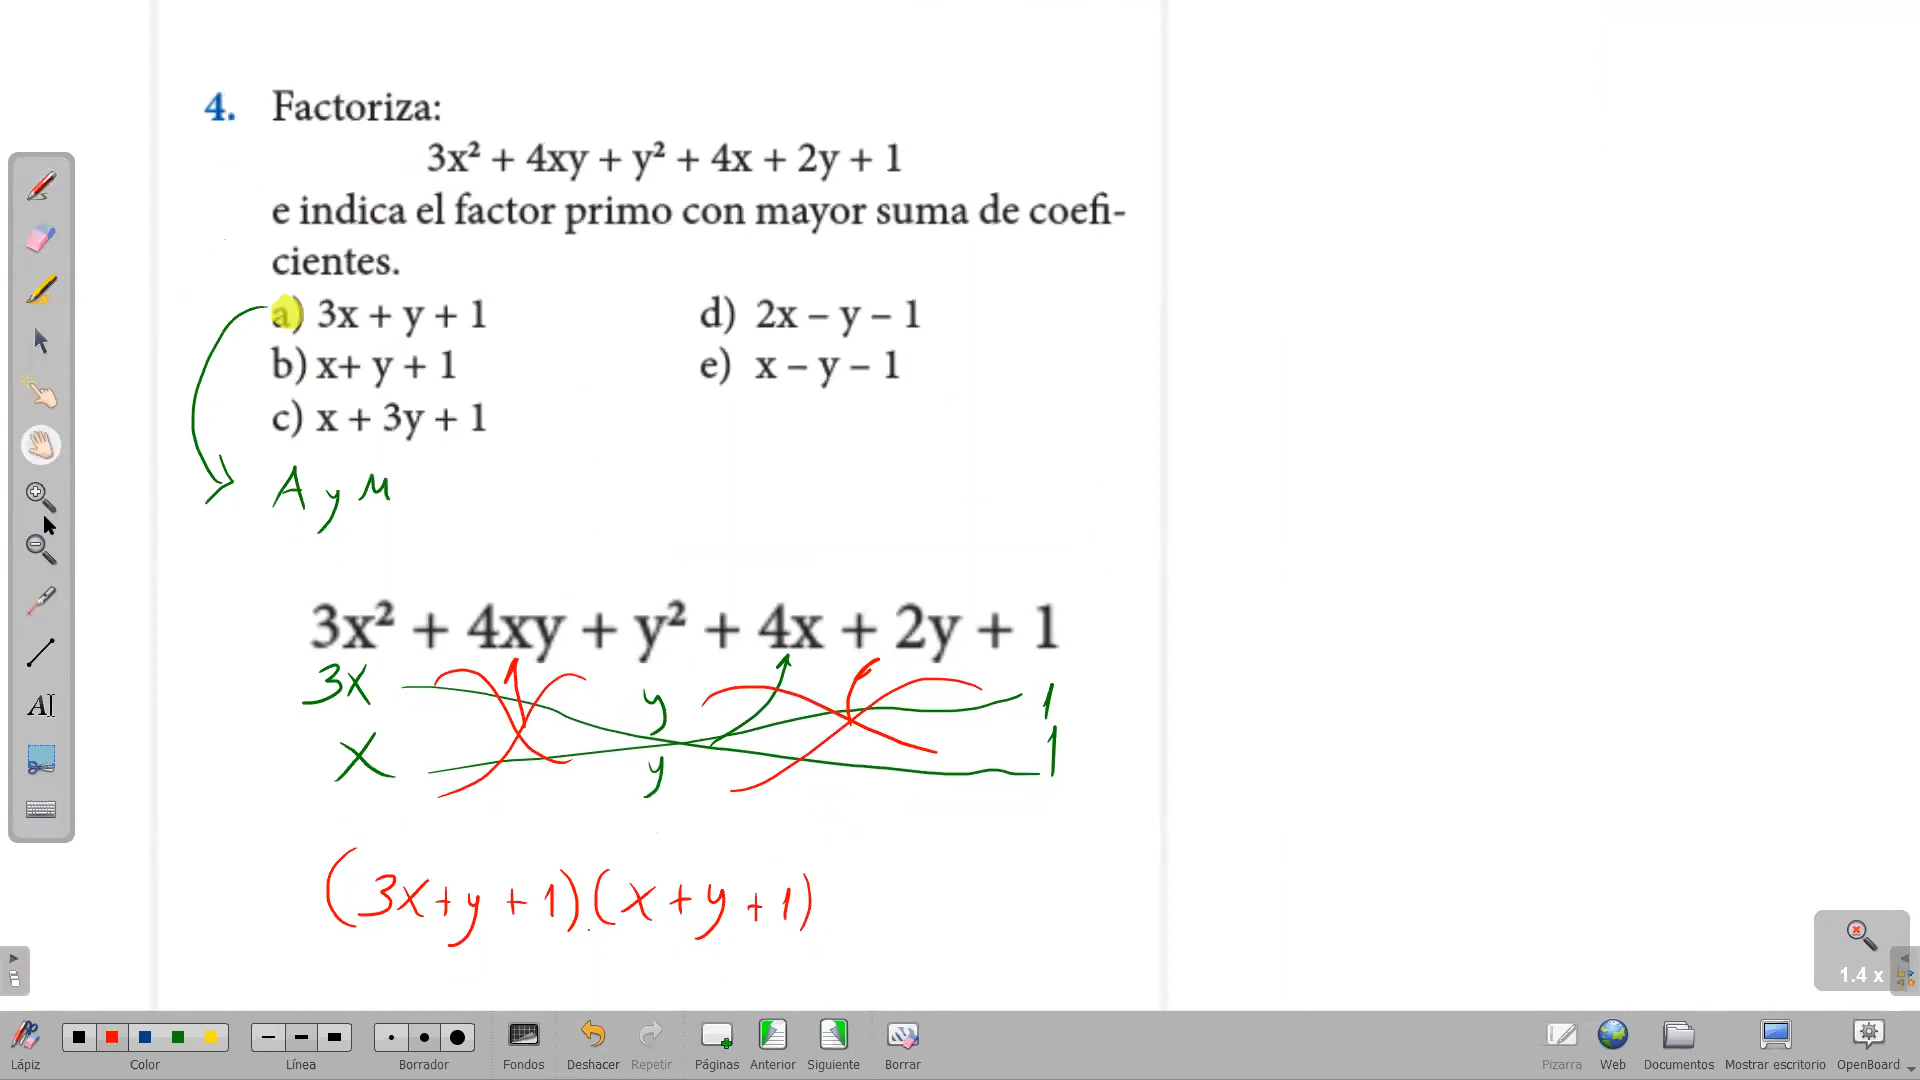 4. Factoriza:
3x² + 4xy + y² + 4x + 2y + 1
e indica el factor primo con mayor suma de coefi-
cientes.
a) 3x + y + 1
d) 2x – y – 1
b) x+ y + 1
e) x – y – 1
c) x + 3y + 1
A y M
3x² + 4xy + y² + 4x + 2y + 1
3x y 1
x y 1
(3x+y+1)(x+y+1)
1.4 x
Lápiz
Color
Línea
Borrador
Fondos
Deshacer
Repetir
Páginas
Anterior
Siguiente
Borrar
Pizarra
Web
Documentos
Mostrar escritorio
OpenBoard